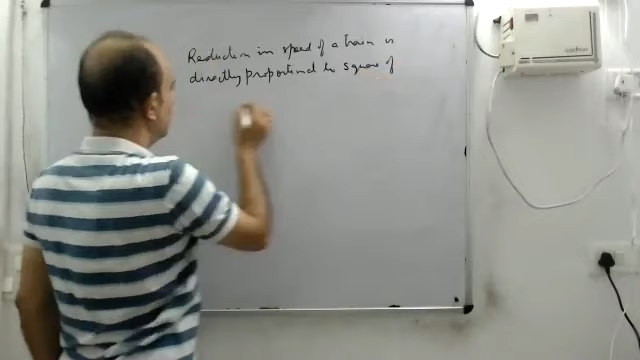 Reduction in speed of a train is
directly proportional to square of